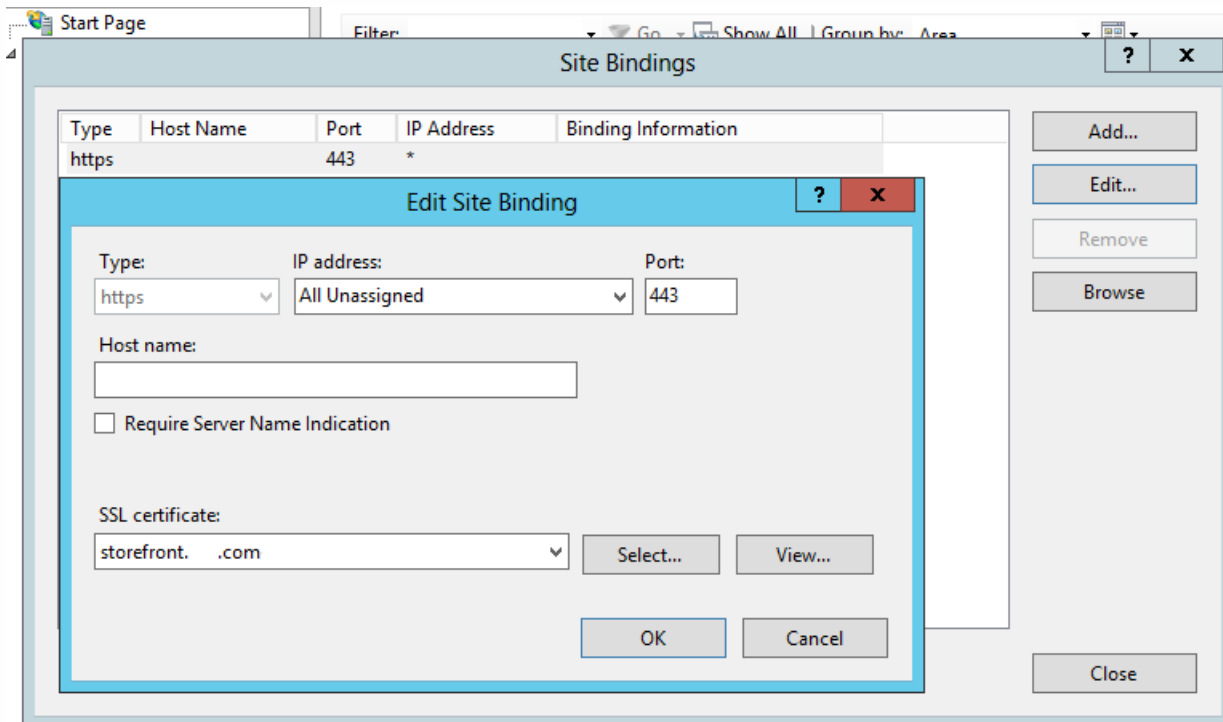 Start Page
Filter: Go Show All Group by: Area
Site Bindings
? x
Type Host Name Port IP Address Binding Information
https 443 *
Add...
Edit...
Remove
Browse
Edit Site Binding
? x
Type: IP address: Port:
https All Unassigned 443
Host name:
Require Server Name Indication
SSL certificate:
storefront. .com Select... View...
OK Cancel
Close